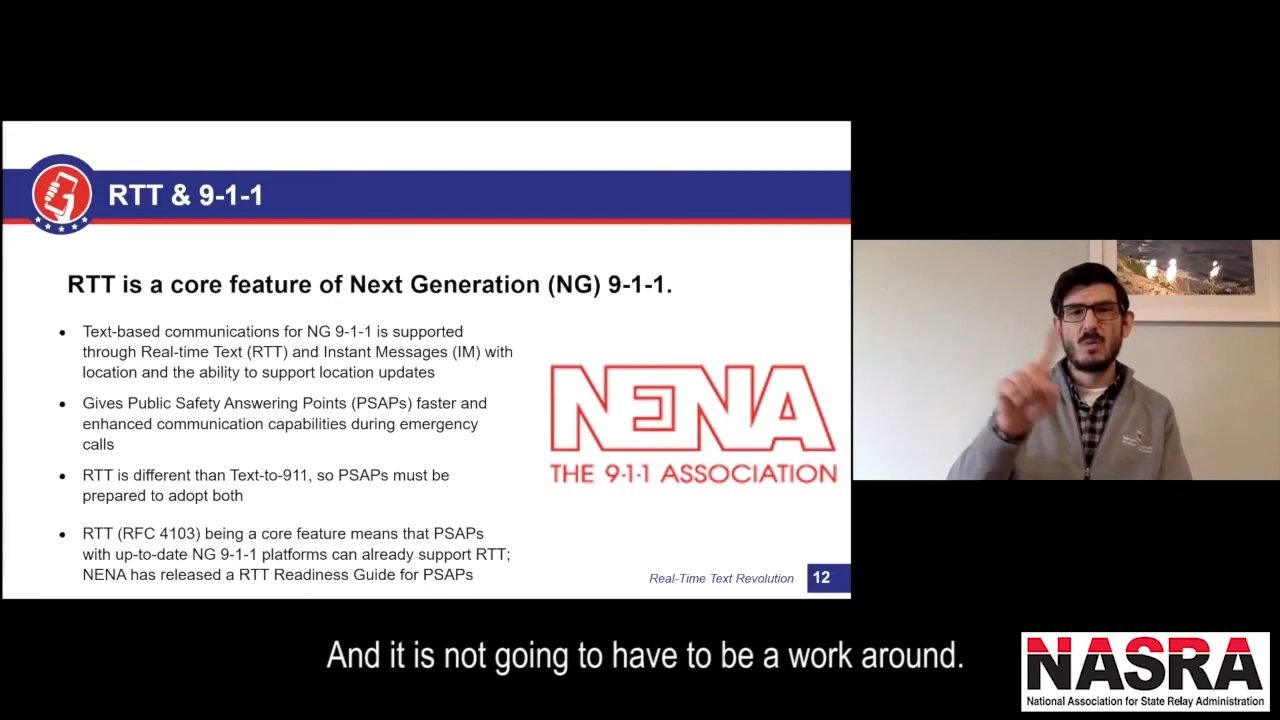 RTT & 9-1-1
RTT is a core feature of Next Generation (NG) 9-1-1.
• Text-based communications for NG 9-1-1 is supported
through Real-time Text (RTT) and Instant Messages (IM) with
location and the ability to support location updates
• Gives Public Safety Answering Points (PSAPs) faster and
enhanced communication capabilities during emergency
calls
• RTT is different than Text-to-911, so PSAPs must be
prepared to adopt both
• RTT (RFC 4103) being a core feature means that PSAPs
with up-to-date NG 9-1-1 platforms can already support RTT;
NENA has released a RTT Readiness Guide for PSAPs
NENA
THE 9-1-1 ASSOCIATION
Real-Time Text Revolution 12
And it is not going to have to be a work around.
NASRA
National Association for State Relay Administration